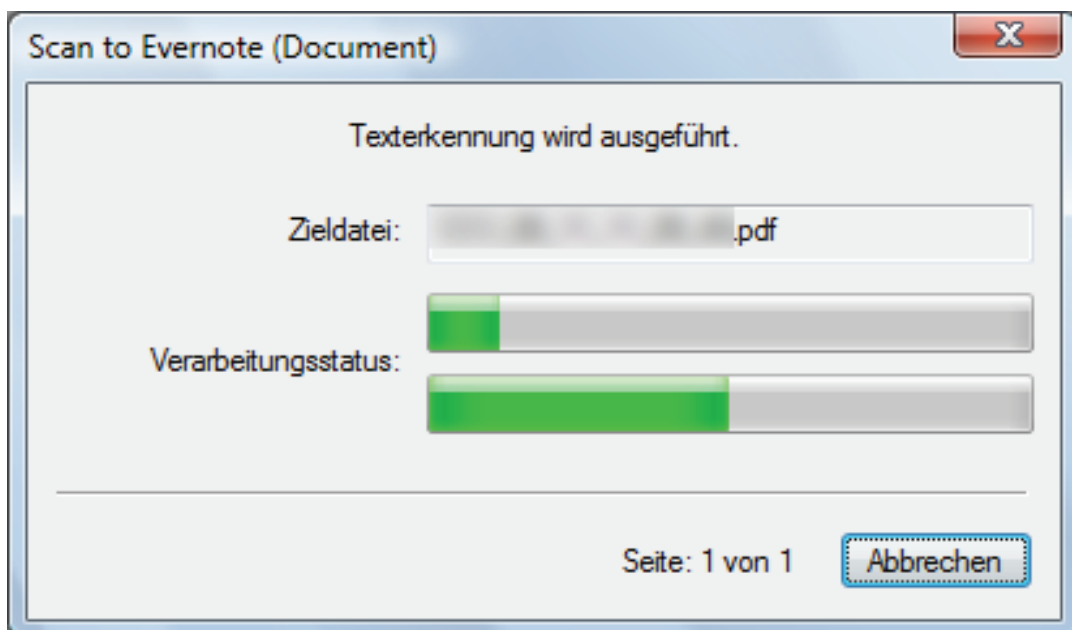 Scan to Evernote (Document)
Texterkennung wird ausgeführt.
Zieldatei: .pdf
Verarbeitungsstatus:
Seite: 1 von 1 Abbrechen